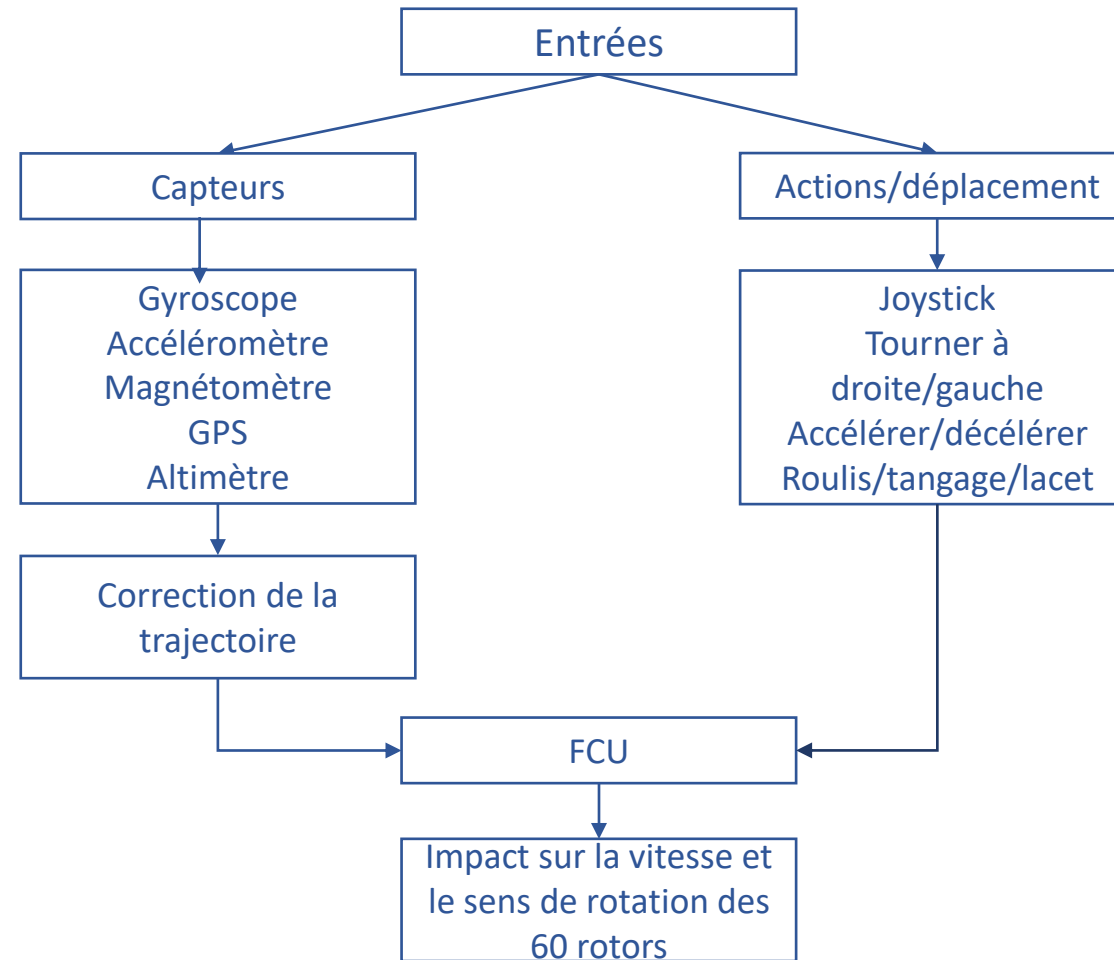 Entrées
Capteurs
Actions/déplacement
Gyroscope
Accéléromètre
Magnétomètre
GPS
Altimètre
Joystick
Tourner à
droite/gauche
Accélérer/décélérer
Roulis/tangage/lacet
Correction de la
trajectoire
FCU
Impact sur la vitesse et
le sens de rotation des
60 rotors